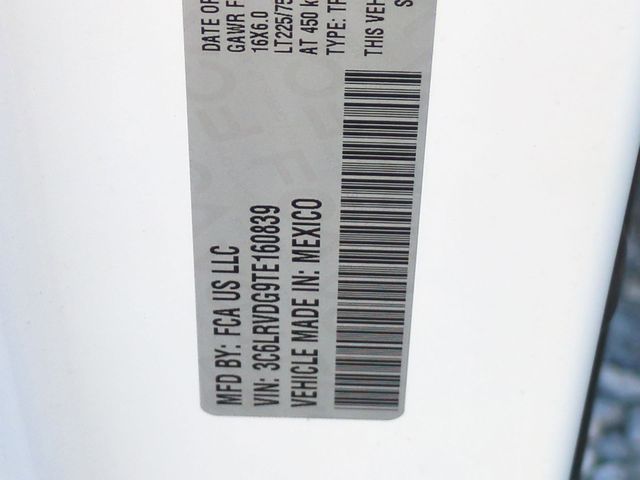 MFD BY: FCA US LLC
DATE OF
VIN: 3C6LRVDG9TE160839
GAWR F
16X6.0
VEHICLE MADE IN: MEXICO
LT225/75
AT 450 k
TYPE: TR
THIS VEH